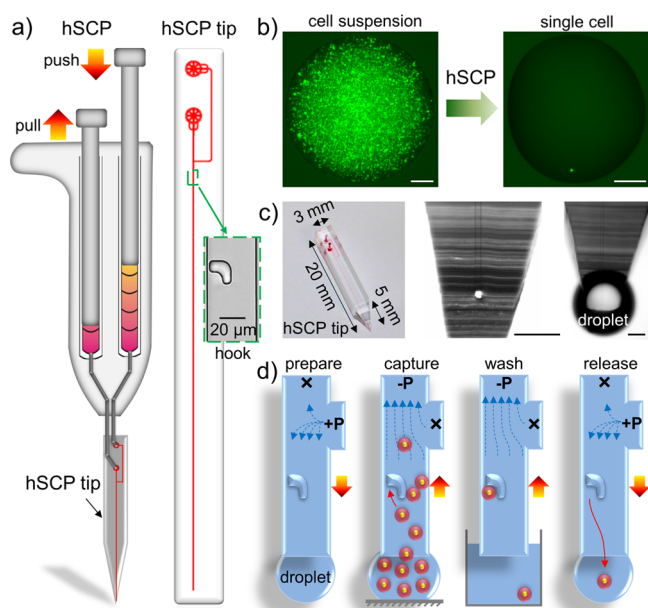 a)
hSCP
push
pull
hSCP tip
hSCP tip
20 µm
hook
b)
cell suspension
hSCP
single cell
c)
3 mm
20 mm
5 mm
hSCP tip
droplet
d)
prepare
capture
wash
release
×
-P
-P
×
+P
×
×
+P
droplet